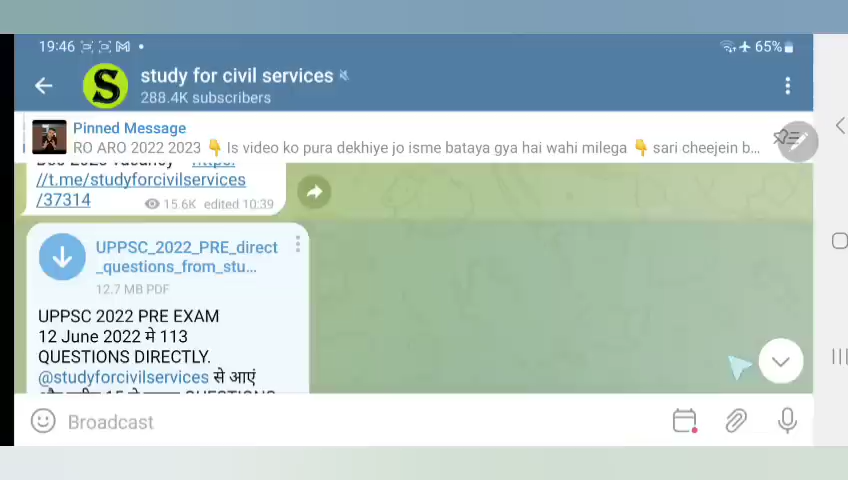 19:46
65%
S
study for civil services
288.4K subscribers
Pinned Message
RO ARO 2022 2023 👇 Is video ko pura dekhiye jo isme bataya gya hai wahi milega 👇 sari cheejein b...
//t.me/studyforcivilservices
/37314
15.6K edited 10:39
UPPSC_2022_PRE_direct
_questions_from_stu...
12.7 MB PDF
UPPSC 2022 PRE EXAM
12 June 2022 मे 113
QUESTIONS DIRECTLY.
@studyforcivilservices से आएं
Broadcast